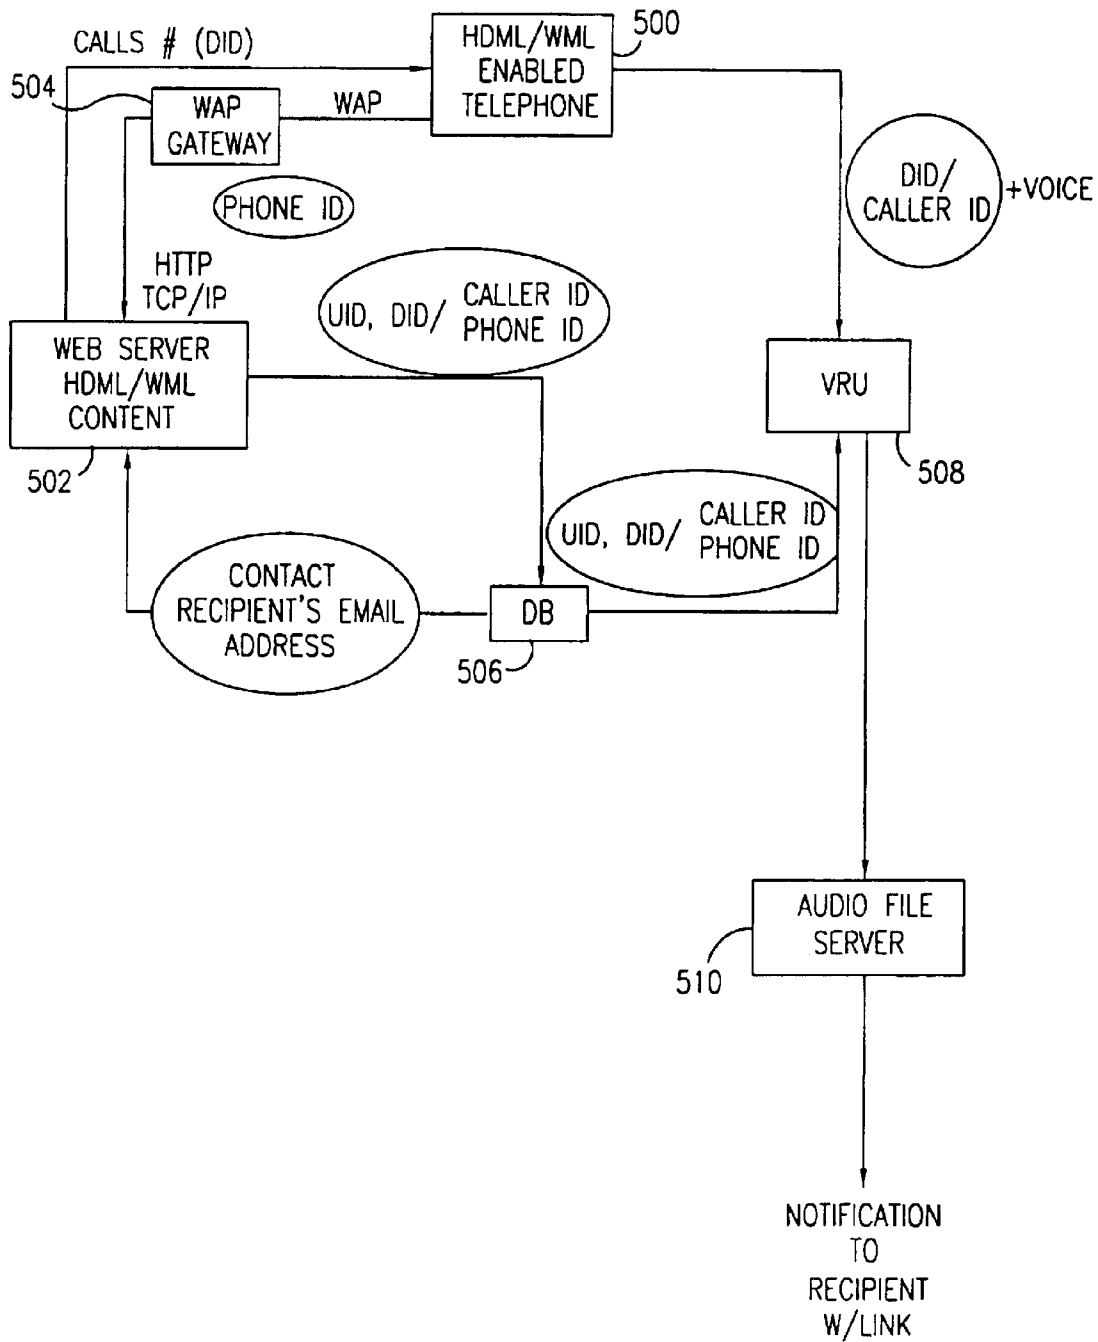 CALLS # (DID)
HDML/WML
ENABLED
TELEPHONE
500
504
WAP
GATEWAY
WAP
DID/
CALLER ID
+VOICE
PHONE ID
HTTP
TCP/IP
UID, DID/ CALLER ID
PHONE ID
WEB SERVER
HDML/WML
CONTENT
502
VRU
508
UID, DID/ CALLER ID
PHONE ID
CONTACT
RECIPIENT'S EMAIL
ADDRESS
DB
506
AUDIO FILE
SERVER
510
NOTIFICATION
TO
RECIPIENT
W/LINK